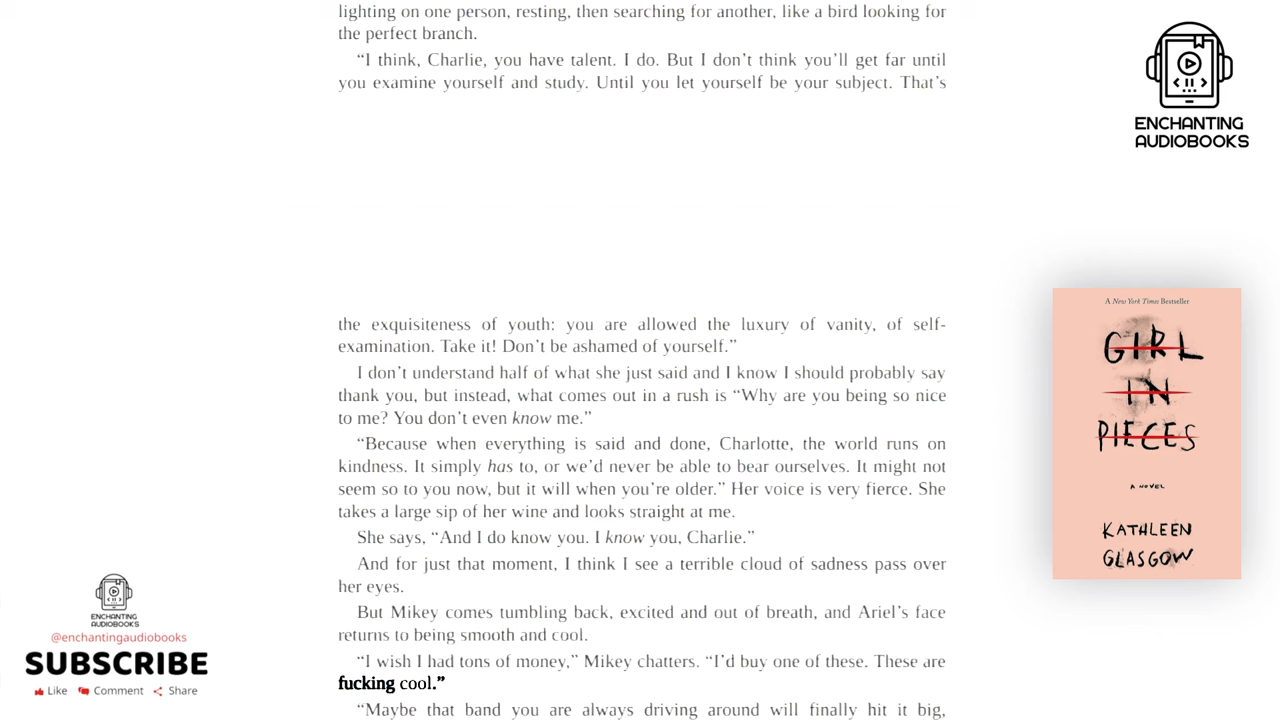 lighting on one person, resting, then searching for another, like a bird looking for
the perfect branch.
“I think, Charlie, you have talent. I do. But I don’t think you’ll get far until
you examine yourself and study. Until you let yourself be your subject. That’s
ENCHANTING
AUDIOBOOKS
the exquisiteness of youth: you are allowed the luxury of vanity, of self-
examination. Take it! Don’t be ashamed of yourself.”
I don’t understand half of what she just said and I know I should probably say
thank you, but instead, what comes out in a rush is “Why are you being so nice
to me? You don’t even know me.”
“Because when everything is said and done, Charlotte, the world runs on
kindness. It simply has to, or we’d never be able to bear ourselves. It might not
seem so to you now, but it will when you’re older.” Her voice is very fierce. She
takes a large sip of her wine and looks straight at me.
She says, “And I do know you. I know you, Charlie.”
And for just that moment, I think I see a terrible cloud of sadness pass over
her eyes.
But Mikey comes tumbling back, excited and out of breath, and Ariel’s face
returns to being smooth and cool.
“I wish I had tons of money,” Mikey chatters. “I’d buy one of these. These are
fucking cool.”
“Maybe that band you are always driving around will finally hit it big,
A New York Times Bestseller
GIRL
IN
PIECES
A NOVEL
KATHLEEN
GLASGOW
ENCHANTING
AUDIOBOOKS
@enchantingaudiobooks
SUBSCRIBE
Like Comment Share